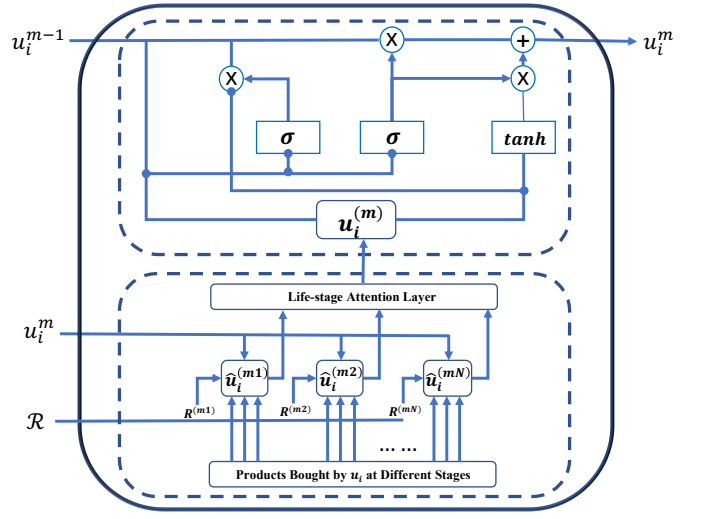 u_i^{m-1} X + u_i^m
X X
σ σ tanh
u_i^{(m)}
Life-stage Attention Layer
u_i^m
û_i^{(m1)} û_i^{(m2)} û_i^{(mN)}
R^{(m1)} R^{(m2)} R^{(mN)}
ℛ
... ...
Products Bought by u_i at Different Stages